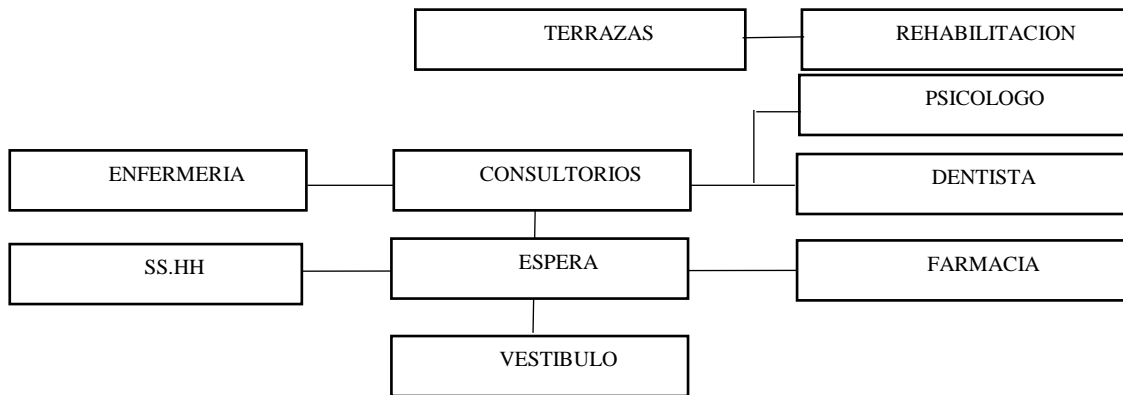 TERRAZAS
REHABILITACION
PSICOLOGO
ENFERMERIA
CONSULTORIOS
DENTISTA
SS.HH
ESPERA
FARMACIA
VESTIBULO